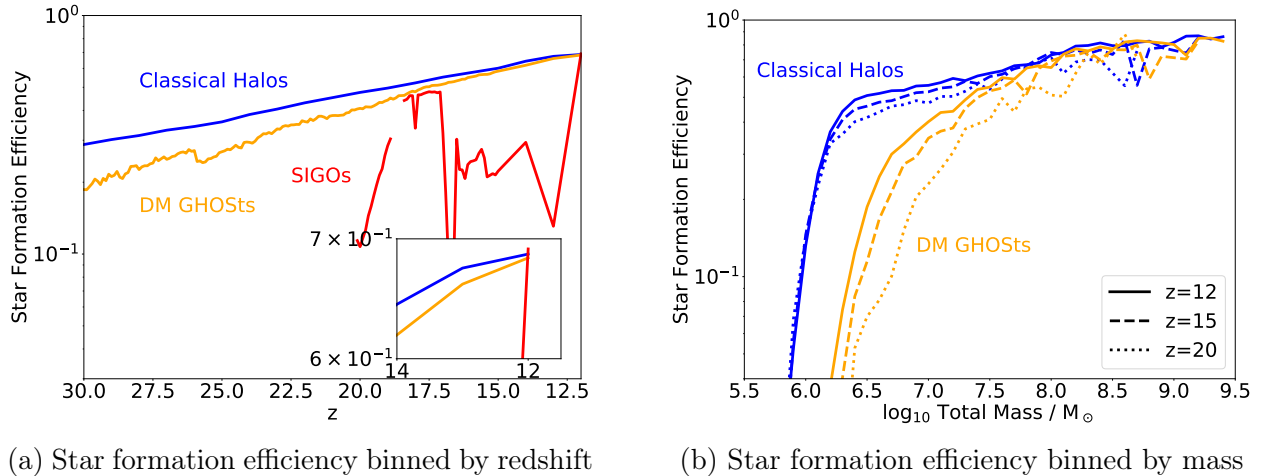 10⁰
10⁻¹
Star Formation Efficiency
Classical Halos
DM GHOSts
SIGOs
7 × 10⁻¹
6 × 10⁻¹
14 12
30.0 27.5 25.0 22.5 20.0 17.5 15.0 12.5
z
(a) Star formation efficiency binned by redshift
10⁰
10⁻¹
Star Formation Efficiency
Classical Halos
DM GHOSts
z=12
z=15
z=20
5.5 6.0 6.5 7.0 7.5 8.0 8.5 9.0 9.5
log₁₀ Total Mass / M⊙
(b) Star formation efficiency binned by mass